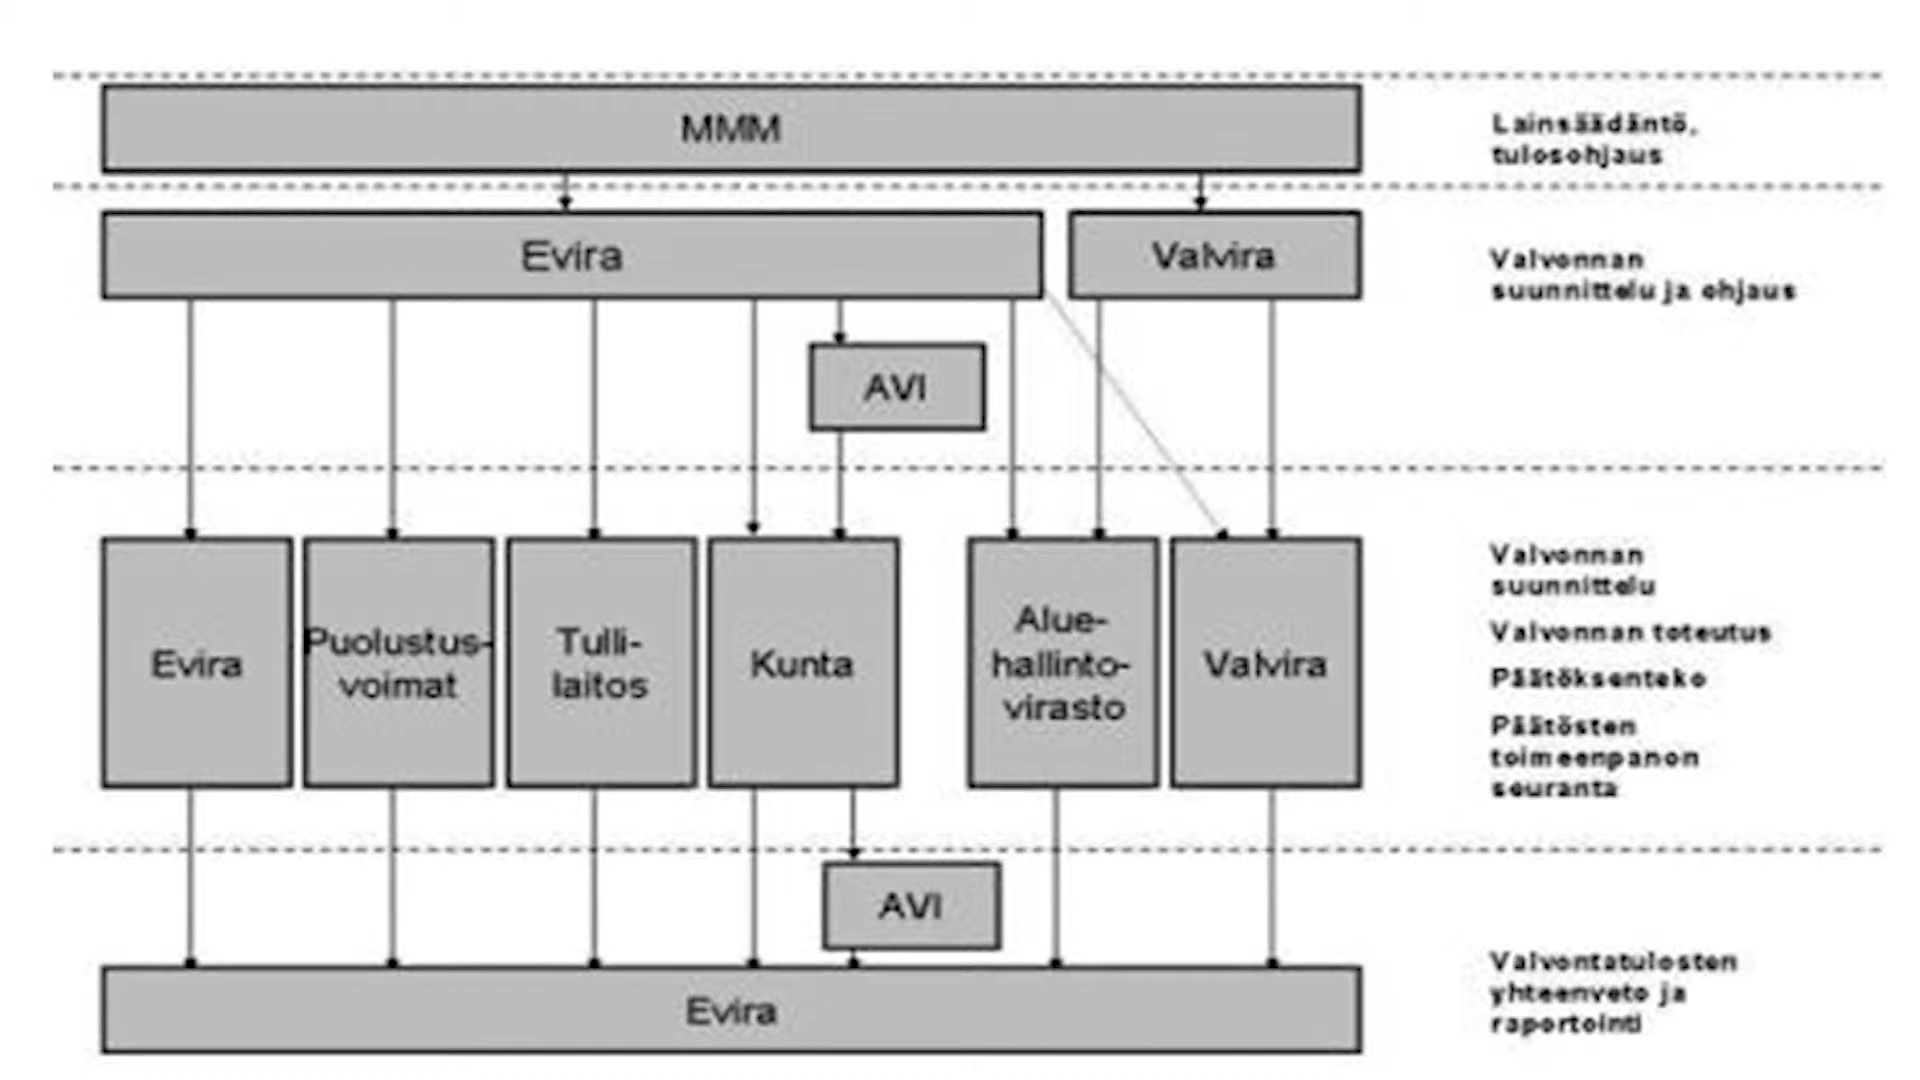 MMM
Lainsäädäntö,
tulosohjaus
Evira
Valvira
Valvonnan
suunnittelu ja ohjaus
AVI
Evira
Puolustus-
voimat
Tulli-
laitos
Kunta
Alue-
hallinto-
virasto
Valvira
Valvonnan
suunnittelu
Valvonnan toteutus
Päätöksenteko
Päätösten
toimeenpanon
seuranta
AVI
Evira
Valvontatulosten
yhteenveto ja
raportointi